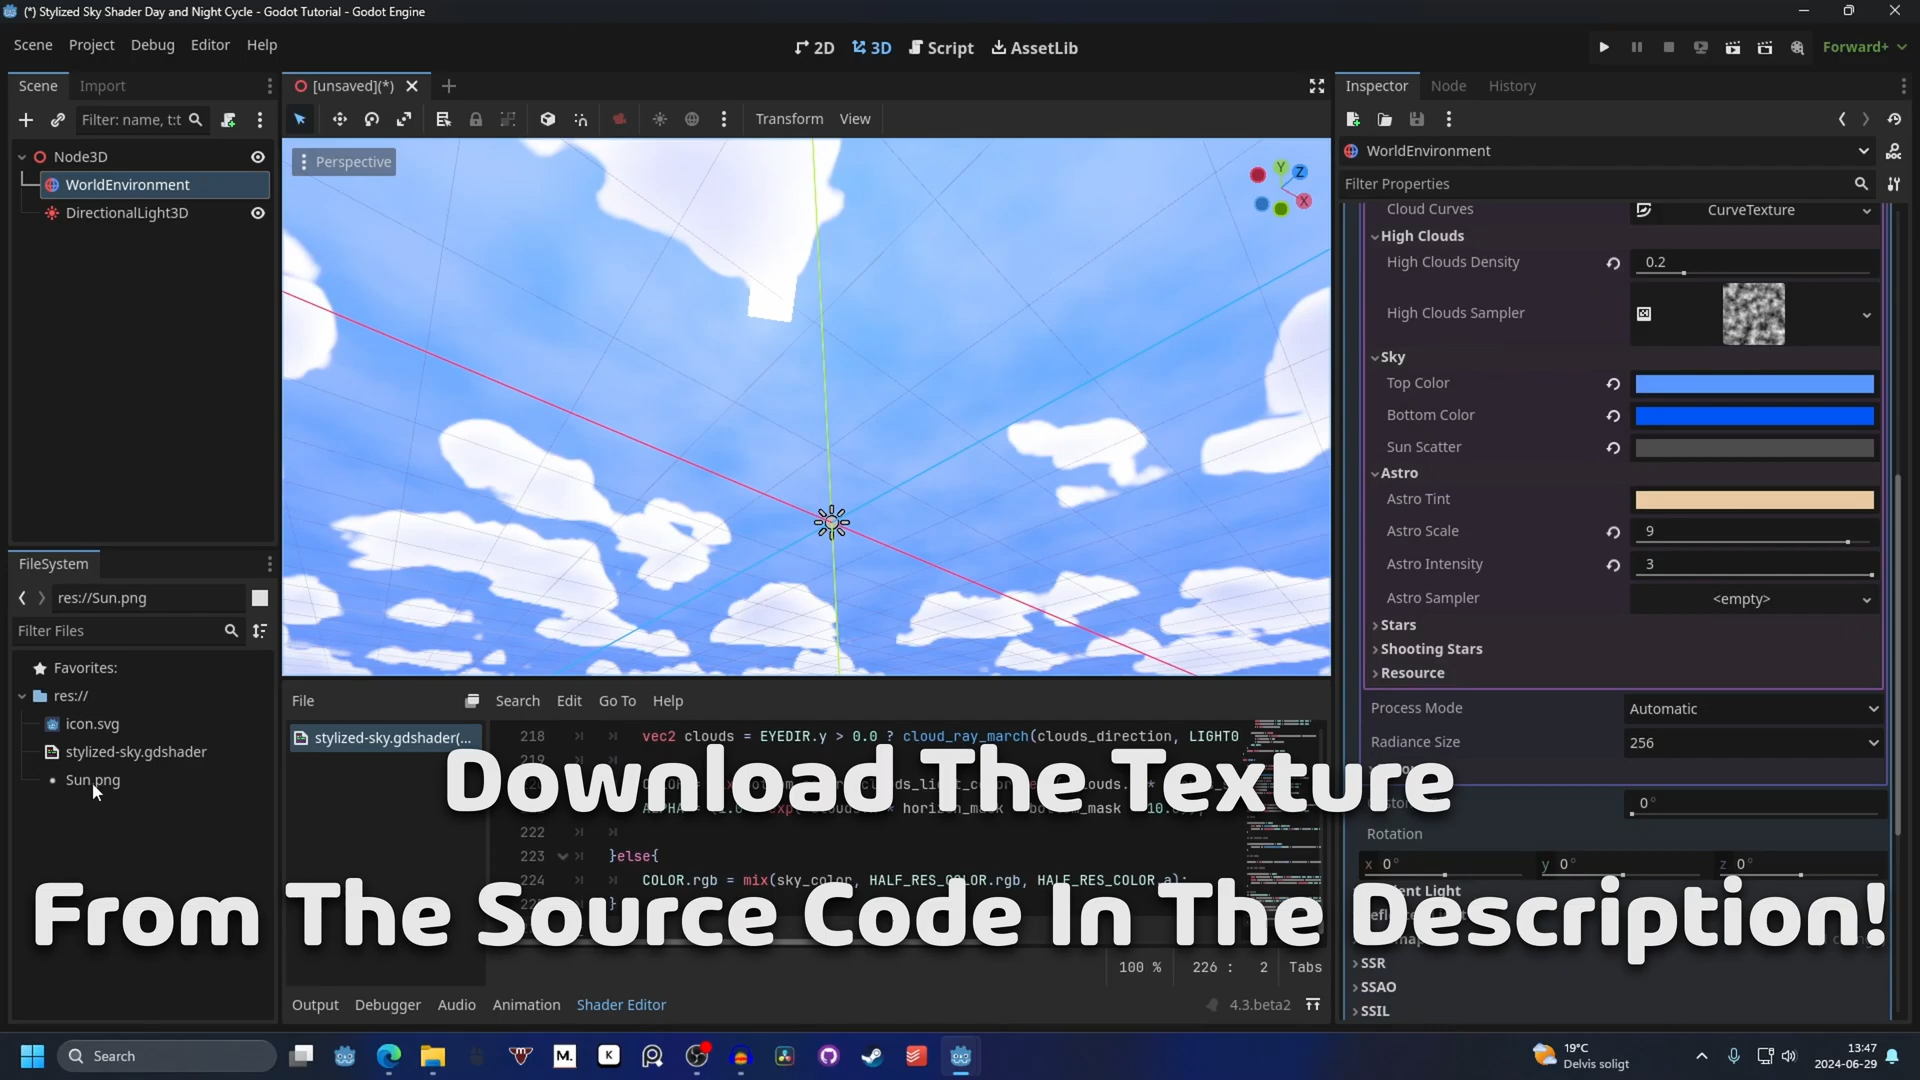 (*) Stylized Sky Shader Day and Night Cycle - Godot Tutorial - Godot Engine
Scene Project Debug Editor Help
2D 3D Script AssetLib
Forward+
Scene Import
[unsaved](*)
Inspector Node History
Filter: name, t:t
Transform View
Node3D
WorldEnvironment
DirectionalLight3D
Perspective
Y
Z
X
WorldEnvironment
Filter Properties
Cloud Curves CurveTexture
High Clouds
High Clouds Density 0.2
High Clouds Sampler
Sky
Top Color
Bottom Color
Sun Scatter
Astro
Astro Tint
Astro Scale 9
Astro Intensity 3
Astro Sampler <empty>
Stars
Shooting Stars
Resource
Process Mode Automatic
Radiance Size 256
0°
Rotation
x 0° y 0° z 0°
SSR
SSAO
SSIL
FileSystem
res://Sun.png
Filter Files
Favorites:
res://
icon.svg
stylized-sky.gdshader
Sun.png
File Search Edit Go To Help
stylized-sky.gdshader(...
218 vec2 clouds = EYEDIR.y > 0.0 ? cloud_ray_march(clouds_direction, LIGHT0
222
223 }else{
224 COLOR.rgb = mix(sky_color, HALF_RES_COLOR.rgb, HALF_RES_COLOR.a);
Download The Texture
From The Source Code In The Description!
100 % 226 : 2 Tabs
Output Debugger Audio Animation Shader Editor 4.3.beta2
Search
M.
K
19°C
Delvis soligt
13:47
2024-06-29